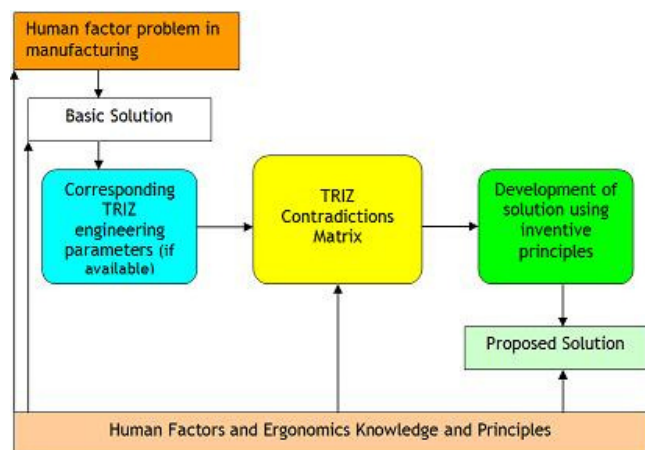 Human factor problem in
manufacturing
Basic Solution
Corresponding
TRIZ
engineering
parameters (if
available)
TRIZ
Contradictions
Matrix
Development of
solution using
inventive
principles
Proposed Solution
Human Factors and Ergonomics Knowledge and Principles